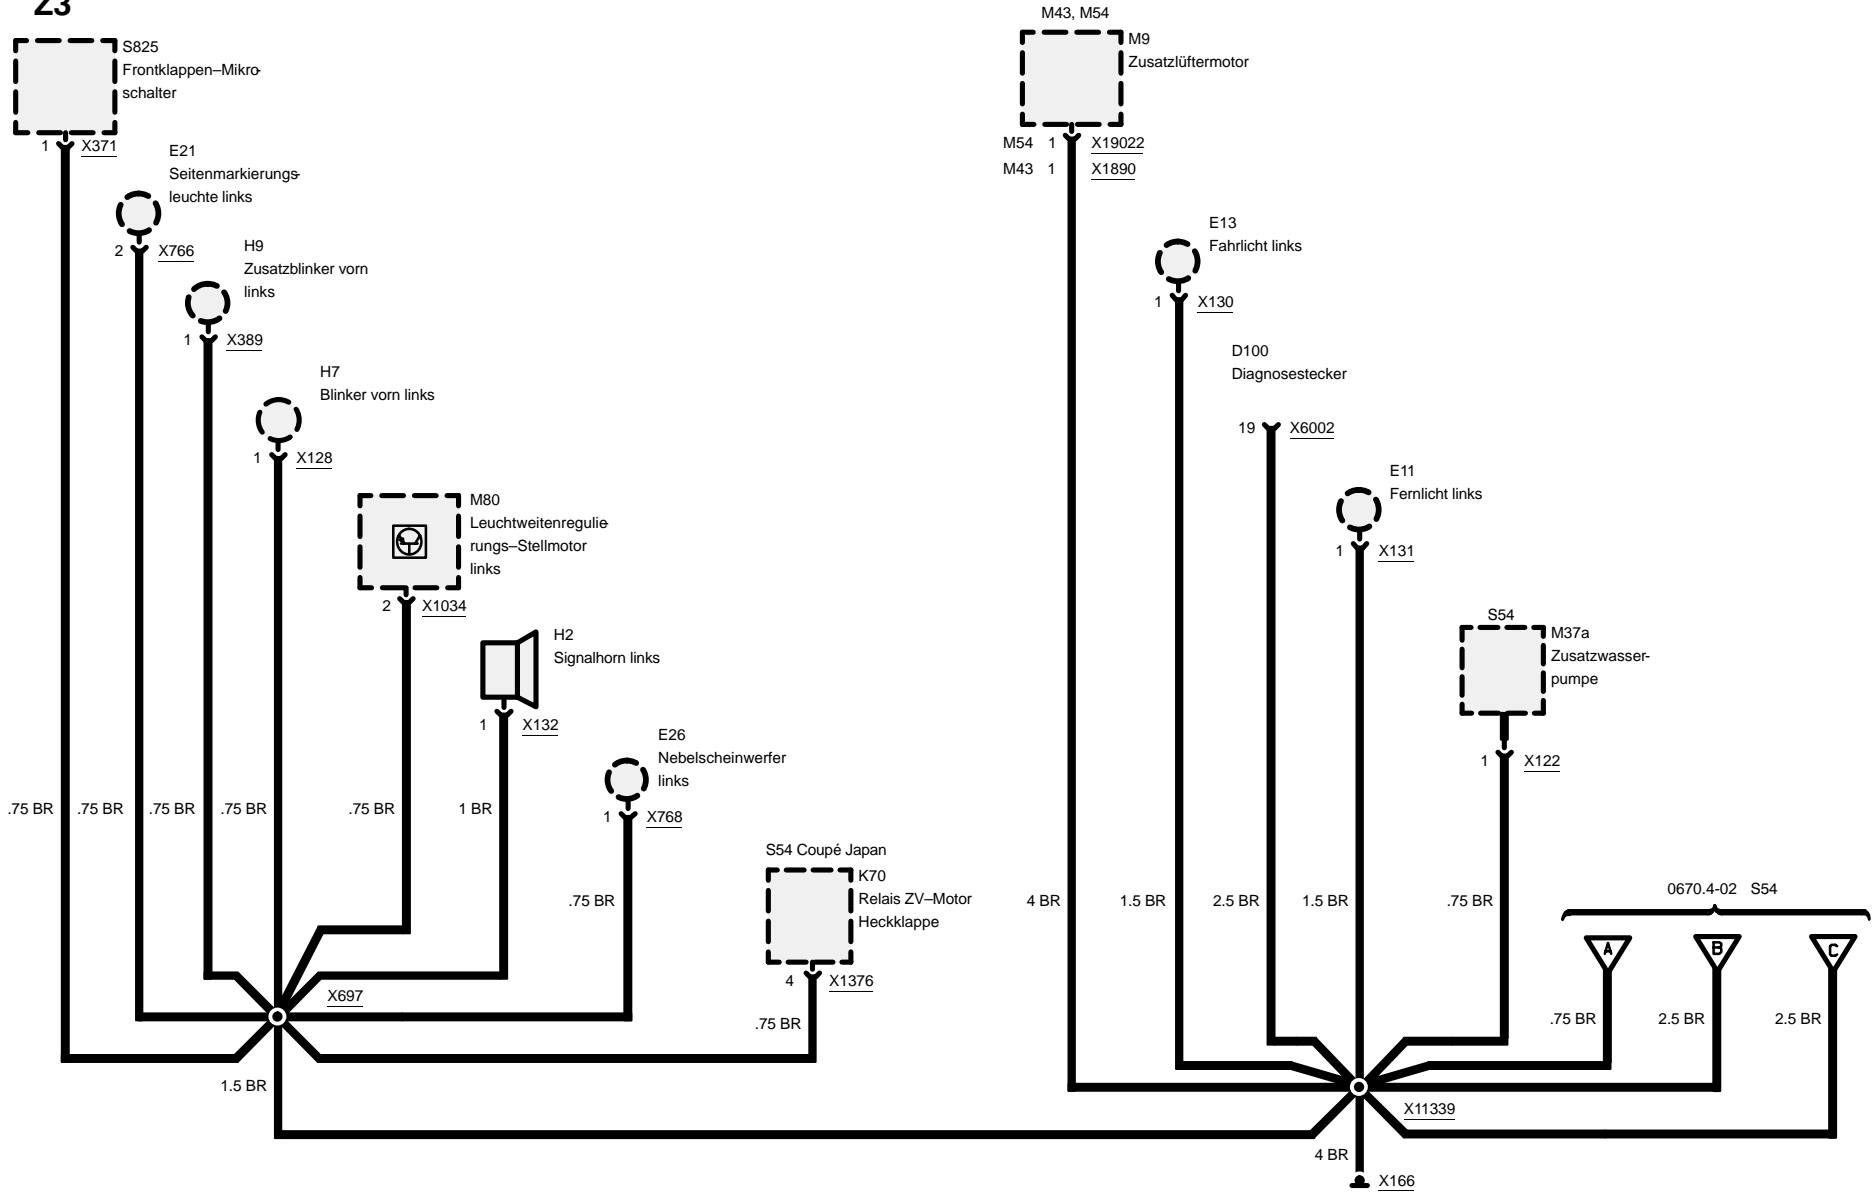 Z3
S825
Frontklappen–Mikro-
schalter
1 X371
E21
Seitenmarkierungs-
leuchte links
2 X766
H9
Zusatzblinker vorn
links
1 X389
H7
Blinker vorn links
1 X128
M80
Leuchtweitenregulie-
rungs–Stellmotor
links
2 X1034
H2
Signalhorn links
1 X132
E26
Nebelscheinwerfer
links
1 X768
.75 BR .75 BR .75 BR .75 BR .75 BR 1 BR
.75 BR
S54 Coupé Japan
K70
Relais ZV–Motor
Heckklappe
4 X1376
.75 BR
X697
1.5 BR
M43, M54
M9
Zusatzlüftermotor
M54 1 X19022
M43 1 X1890
E13
Fahrlicht links
1 X130
D100
Diagnosestecker
19 X6002
E11
Fernlicht links
1 X131
S54
M37a
Zusatzwasser-
pumpe
1 X122
4 BR 1.5 BR 2.5 BR 1.5 BR .75 BR
0670.4-02 S54
A B C
.75 BR 2.5 BR 2.5 BR
X11339
4 BR
X166